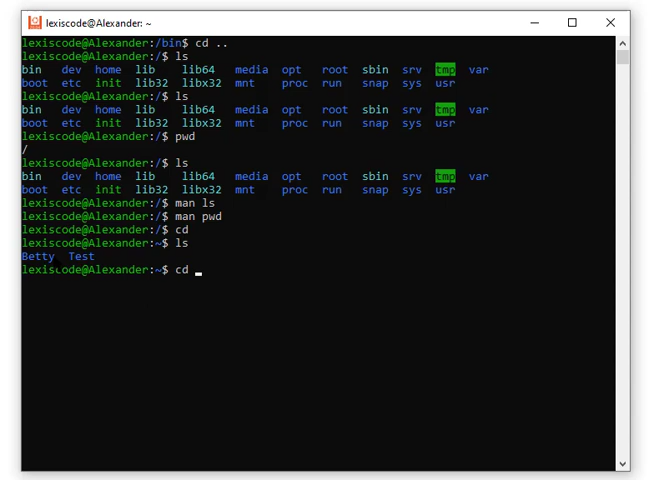 lexiscode@Alexander: ~
lexiscode@Alexander:/bin$ cd ..
lexiscode@Alexander:/$ ls
bin dev home lib lib64 media opt root sbin srv tmp var
boot etc init lib32 libx32 mnt proc run snap sys usr
lexiscode@Alexander:/$ ls
bin dev home lib lib64 media opt root sbin srv tmp var
boot etc init lib32 libx32 mnt proc run snap sys usr
lexiscode@Alexander:/$ pwd
/
lexiscode@Alexander:/$ ls
bin dev home lib lib64 media opt root sbin srv tmp var
boot etc init lib32 libx32 mnt proc run snap sys usr
lexiscode@Alexander:/$ man ls
lexiscode@Alexander:/$ man pwd
lexiscode@Alexander:/$ cd
lexiscode@Alexander:~$ ls
Betty Test
lexiscode@Alexander:~$ cd